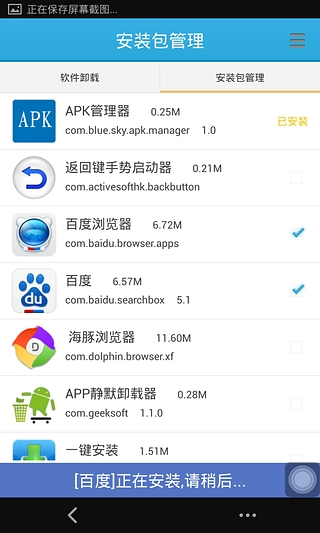 正在保存屏幕截图...
安装包管理
软件卸载
安装包管理
APK
APK管理器 0.25M
com.blue.sky.apk.manager 1.0
已安装
返回键手势启动器 0.21M
com.activesofthk.backbutton
百度浏览器 6.72M
com.baidu.browser.apps
du
百度 6.57M
com.baidu.searchbox 5.1
D
海豚浏览器 11.60M
com.dolphin.browser.xf
APP静默卸载器 0.28M
com.geeksoft 1.1.0
一键安装 1.51M
[百度]正在安装,请稍后...